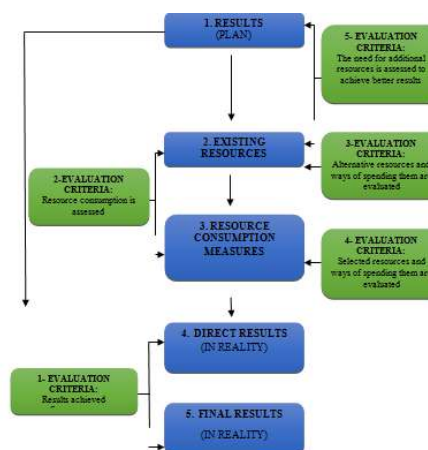 1. RESULTS
(PLAN)
5- EVALUATION
CRITERIA:
The need for additional
resources is assessed to
achieve better results
2. EXISTING
RESOURCES
3-EVALUATION
CRITERIA:
Alternative resources and
ways of spending them are
evaluated
2-EVALUATION
CRITERIA:
Resource consumption is
assessed
3. RESOURCE
CONSUMPTION
MEASURES
4- EVALUATION
CRITERIA:
Selected resources and
ways of spending them are
evaluated
4. DIRECT RESULTS
(IN REALITY)
1- EVALUATION
CRITERIA:
Results achieved
5. FINAL RESULTS
(IN REALITY)